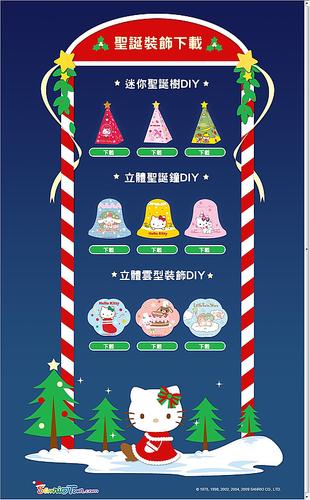 聖誕裝飾下載
★ 迷你聖誕樹DIY ★
下載 下載 下載
★ 立體聖誕鐘DIY ★
Hello Kitty
下載 下載 下載
★ 立體雲型裝飾DIY ★
Hello Kitty
LittleTwinStars
下載 下載 下載
SanrioTown.com
© 1976, 1996, 2002, 2004, 2009 SANRIO CO., LTD.